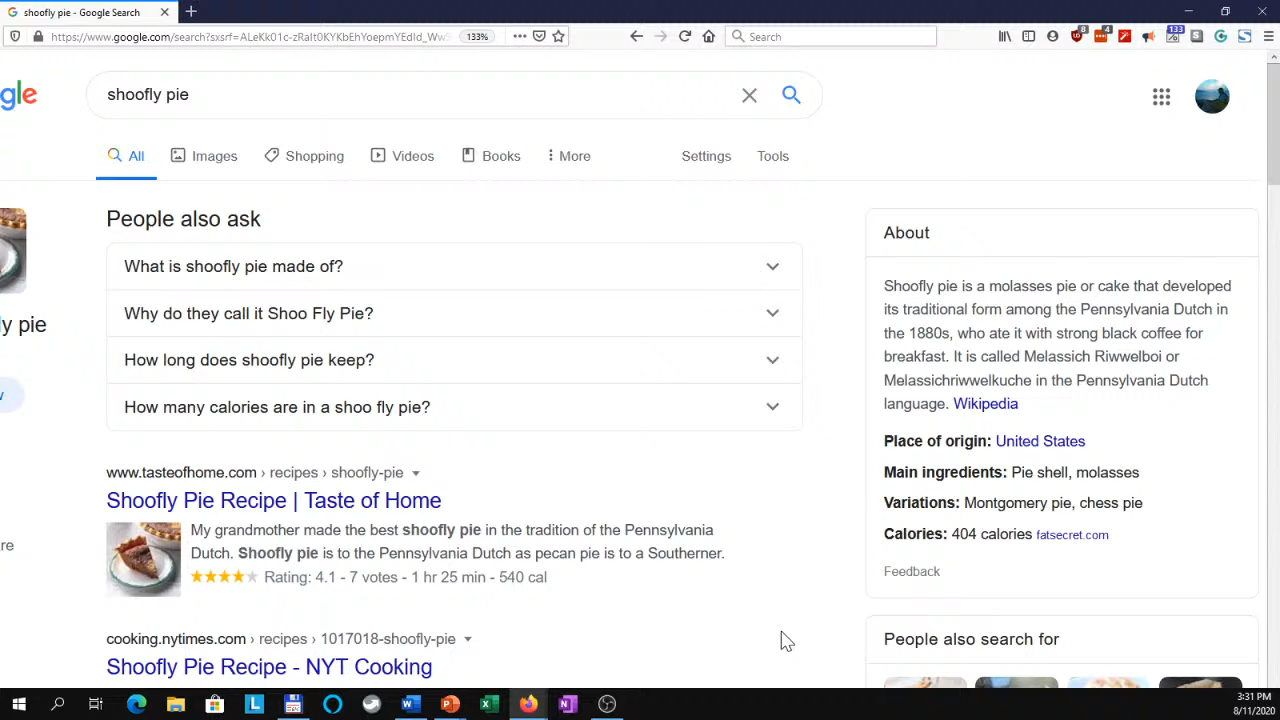 shoofly pie - Google Search
https://www.google.com/search?sxsrf=ALeKk01c-zRaIt0KYKbEhYoe
133%
Search
8
4
133
gle
shoofly pie
All
Images
Shopping
Videos
Books
More
Settings
Tools
y pie
re
People also ask
What is shoofly pie made of?
Why do they call it Shoo Fly Pie?
How long does shoofly pie keep?
How many calories are in a shoo fly pie?
www.tasteofhome.com › recipes › shoofly-pie
Shoofly Pie Recipe | Taste of Home
My grandmother made the best shoofly pie in the tradition of the Pennsylvania
Dutch. Shoofly pie is to the Pennsylvania Dutch as pecan pie is to a Southerner.
Rating: 4.1 - 7 votes - 1 hr 25 min - 540 cal
cooking.nytimes.com › recipes › 1017018-shoofly-pie
Shoofly Pie Recipe - NYT Cooking
About
Shoofly pie is a molasses pie or cake that developed
its traditional form among the Pennsylvania Dutch in
the 1880s, who ate it with strong black coffee for
breakfast. It is called Melassich Riwwelboi or
Melassichriwwelkuche in the Pennsylvania Dutch
language. Wikipedia
Place of origin: United States
Main ingredients: Pie shell, molasses
Variations: Montgomery pie, chess pie
Calories: 404 calories fatsecret.com
Feedback
People also search for
3:31 PM
8/11/2020